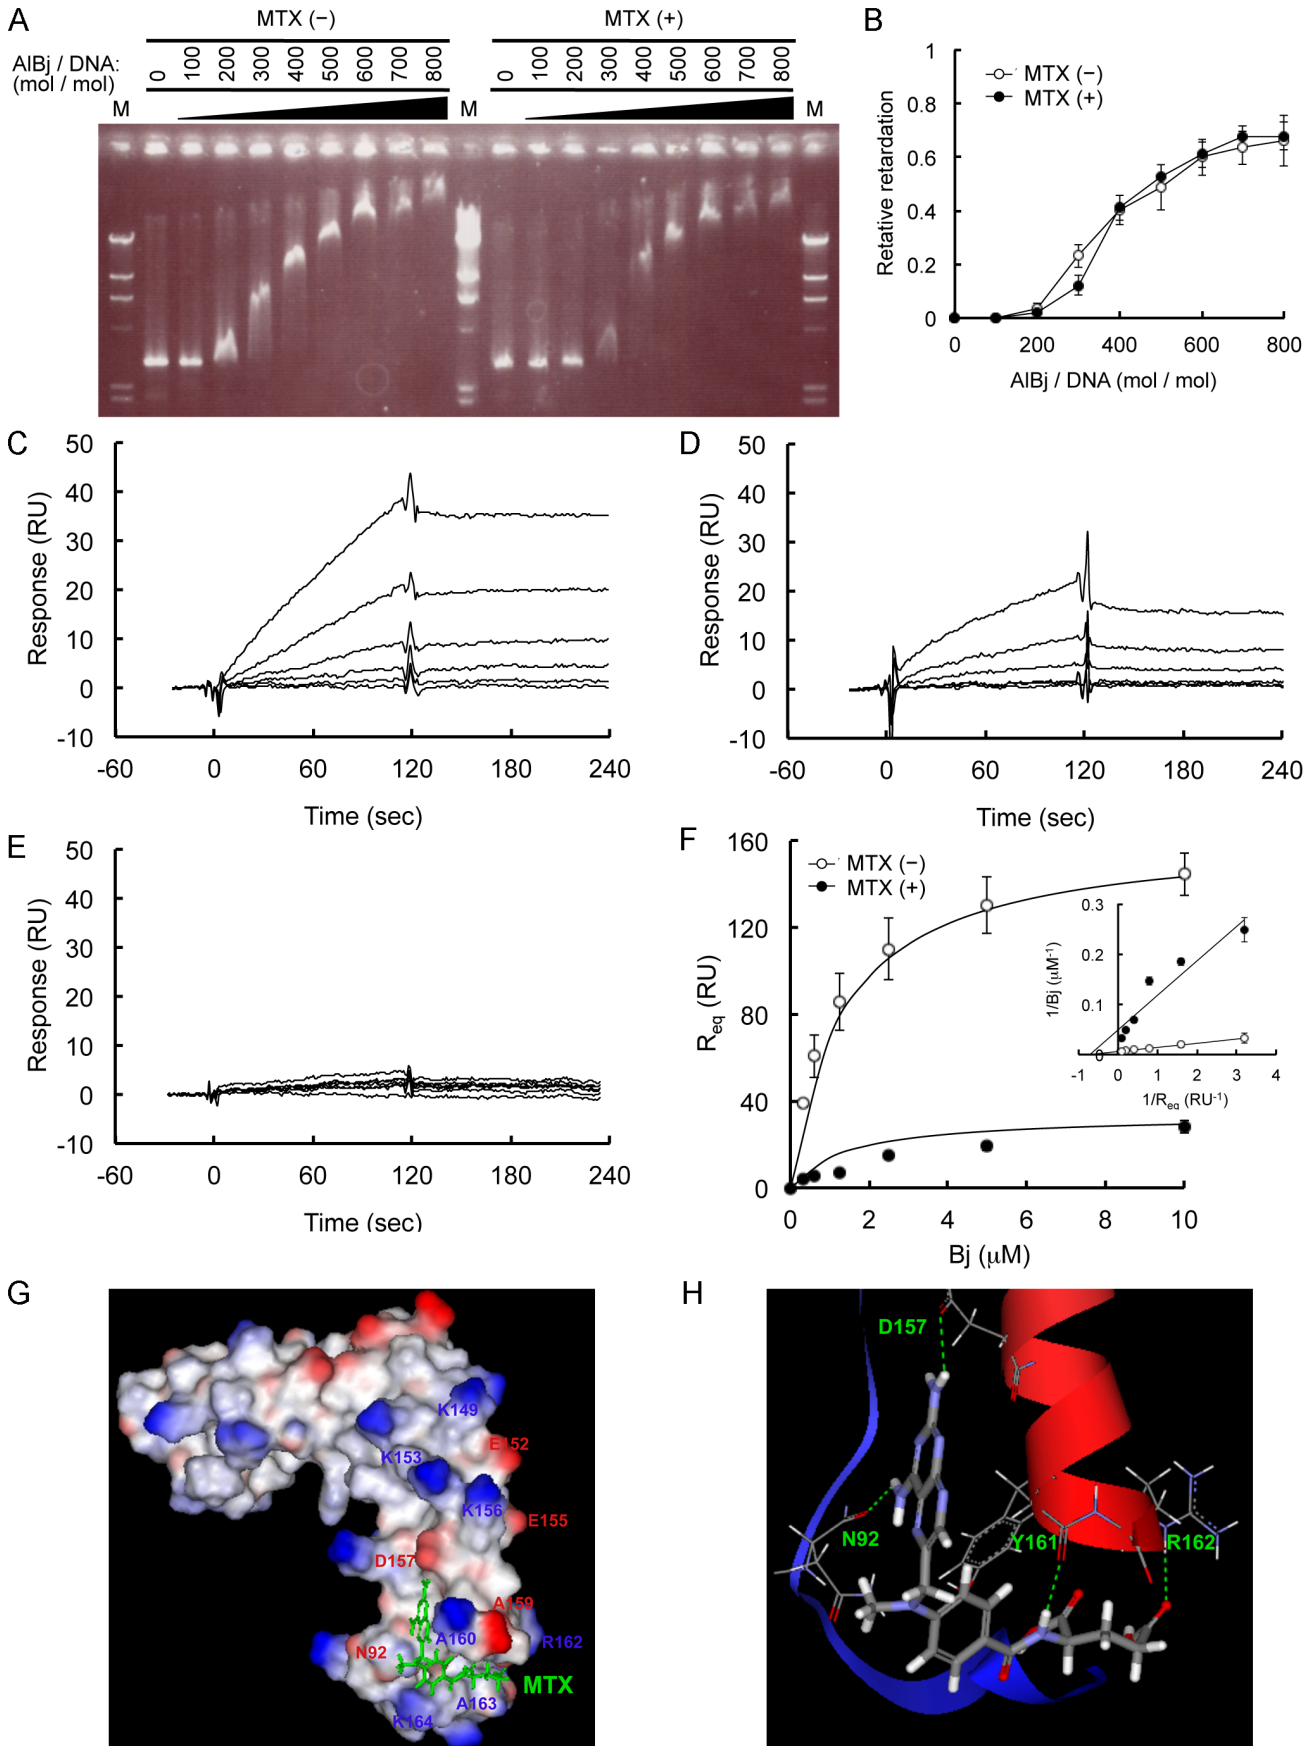 A
MTX (−)
MTX (+)
AlBj / DNA:
(mol / mol)
0 100 200 300 400 500 600 700 800
0 100 200 300 400 500 600 700 800
M
M
M
B
1
0.8
0.6
0.4
0.2
0
Retative retardation
MTX (−)
MTX (+)
0 200 400 600 800
AlBj / DNA (mol / mol)
C
50
40
30
20
10
0
-10
Response (RU)
-60 0 60 120 180 240
Time (sec)
D
50
40
30
20
10
0
-10
Response (RU)
-60 0 60 120 180 240
Time (sec)
E
50
40
30
20
10
0
-10
Response (RU)
-60 0 60 120 180 240
Time (sec)
F
160
120
80
40
0
Req (RU)
MTX (−)
MTX (+)
0 2 4 6 8 10
Bj (μM)
0.3
0.2
0.1
0
1/Bj (μM-1)
-1 0 1 2 3 4
1/Req (RU-1)
G
K149
E152
K153
K156
E155
D157
A159
A160
R162
N92
MTX
A163
K164
H
D157
N92
Y161
R162